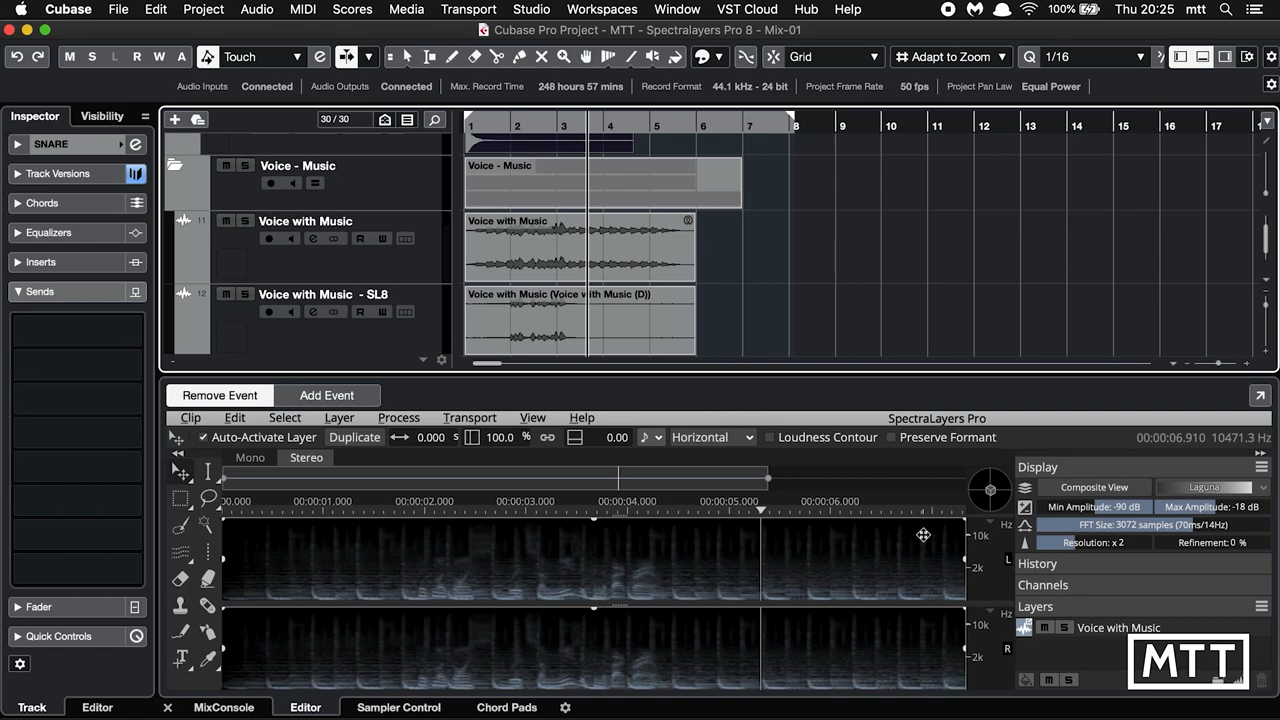 Cubase File Edit Project Audio MIDI Scores Media Transport Studio Workspaces Window VST Cloud Hub Help 100% Thu 20:25 mtt
Cubase Pro Project - MTT - Spectralayers Pro 8 - Mix-01
M S L R W A Touch Grid Adapt to Zoom Q 1/16
Audio Inputs Connected Audio Outputs Connected Max. Record Time 248 hours 57 mins Record Format 44.1 kHz - 24 bit Project Frame Rate 50 fps Project Pan Law Equal Power
Inspector Visibility 30 / 30 1 2 3 4 5 6 7 8 9 10 11 12 13 14 15 16 17
SNARE
Track Versions
Chords
Equalizers
Inserts
Sends
Fader
Quick Controls
m S Voice - Music
Voice - Music
11 m S Voice with Music
R W
Voice with Music
12 m S Voice with Music - SL8
R W
Voice with Music (Voice with Music (D))
Remove Event Add Event
Clip Edit Select Layer Process Transport View Help SpectraLayers Pro
Auto-Activate Layer Duplicate 0.000 s 100.0 % 0.00 Horizontal Loudness Contour Preserve Formant 00:00:06.910 10471.3 Hz
Mono Stereo
00.000 00:00:01.000 00:00:02.000 00:00:03.000 00:00:04.000 00:00:05.000 00:00:06.000
Hz
10k
L
2k
Hz
10k
R
2k
Display
Composite View Laguna
Min Amplitude: -90 dB Max Amplitude: -18 dB
FFT Size: 3072 samples (70ms/14Hz)
Resolution: x 2 Refinement: 0 %
History
Channels
Layers
M S Voice with Music
MTT
M S
Track Editor MixConsole Editor Sampler Control Chord Pads